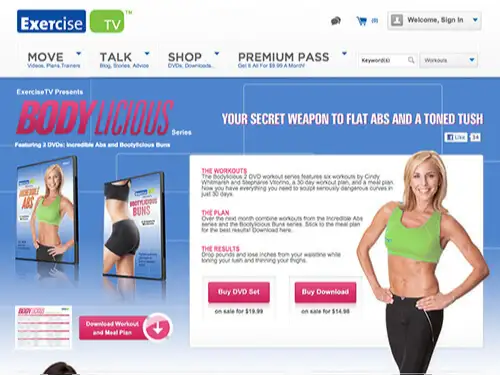 Exercise TV™
(0)
Welcome, Sign In
MOVE
Videos, Plans, Trainers
TALK
Blog, Stories, Advice
SHOP
DVDs, Downloads...
PREMIUM PASS
Get It All For $9.99 A Month!
Keyword(s)
Workouts
ExerciseTV Presents
BODYLICIOUS Series
Featuring 2 DVDs: Incredible Abs and Bootylicious Buns
YOUR SECRET WEAPON TO FLAT ABS AND A TONED TUSH
Like 34
INCREDIBLE
ABS
BOOTYLICIOUS
BUNS
THE WORKOUTS
The Bodylicious 2 DVD workout series features six workouts by Cindy
Whitmarsh and Stephanie Vitorino, a 30 day workout plan, and a meal plan.
Now you have everything you need to sculpt seriously dangerous curves in
just 30 days.
THE PLAN
Over the next month combine workouts from the Incredible Abs
series and the Bootylicious Buns series. Stick to the meal plan
for the best results! Download here.
THE RESULTS
Drop pounds and lose inches from your waistline while
toning your tush and thinning your thighs.
Buy DVD Set
on sale for $19.99
Buy Download
on sale for $14.98
BODYLICIOUS
Download Workout
and Meal Plan